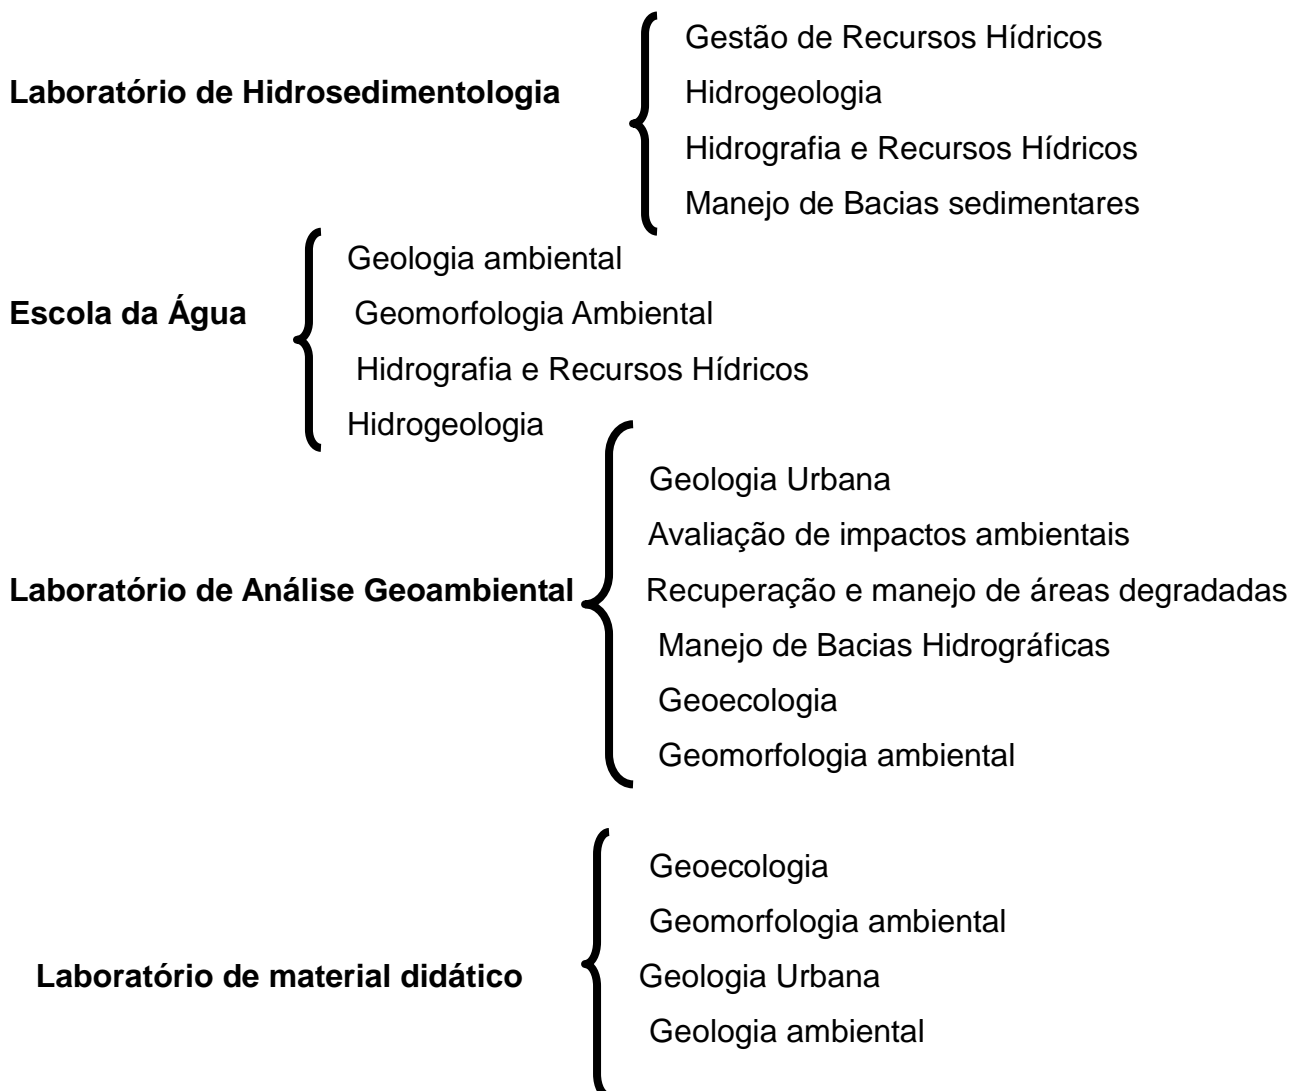 Gestão de Recursos Hídricos
Laboratório de Hidrosedimentologia Hidrogeologia
Hidrografia e Recursos Hídricos
Manejo de Bacias sedimentares
Geologia ambiental
Escola da Água Geomorfologia Ambiental
Hidrografia e Recursos Hídricos
Hidrogeologia
Geologia Urbana
Avaliação de impactos ambientais
Laboratório de Análise Geoambiental Recuperação e manejo de áreas degradadas
Manejo de Bacias Hidrográficas
Geoecologia
Geomorfologia ambiental
Geoecologia
Geomorfologia ambiental
Laboratório de material didático Geologia Urbana
Geologia ambiental